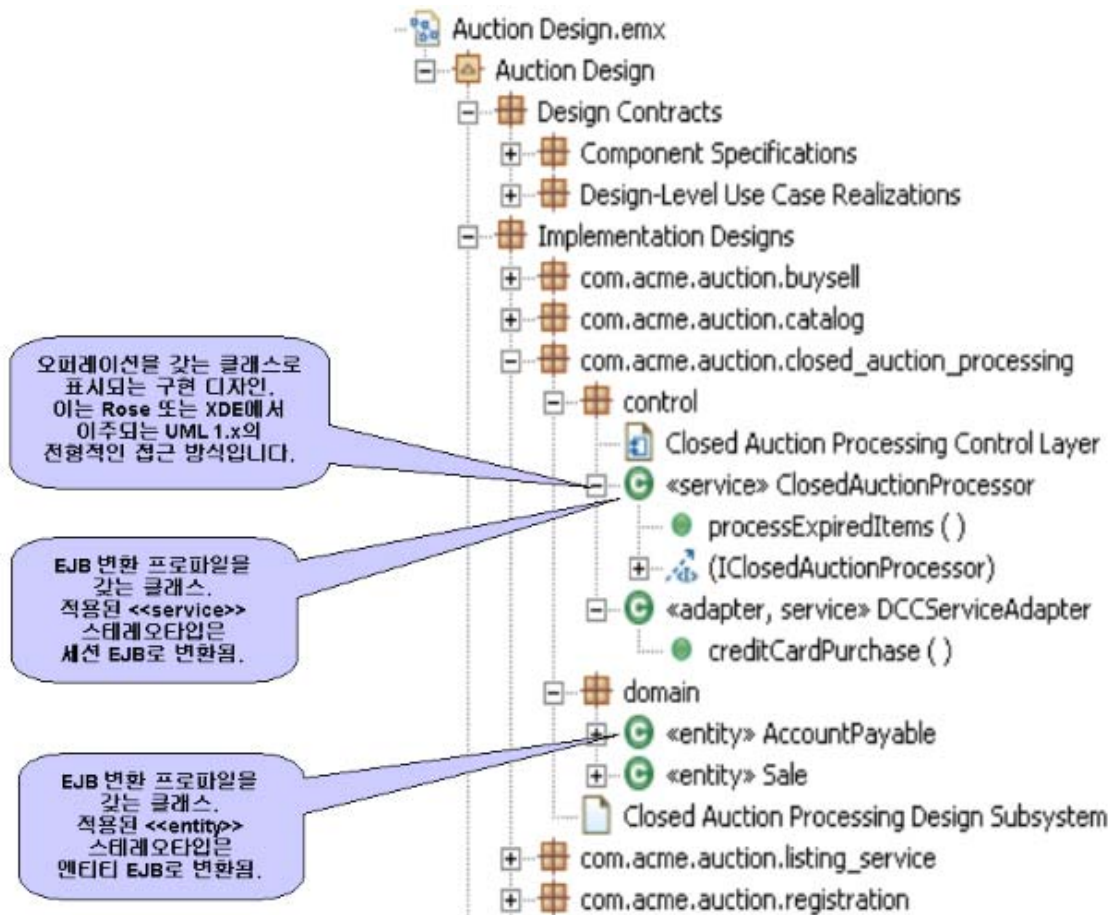 Auction Design.emx
Auction Design
Design Contracts
Component Specifications
Design-Level Use Case Realizations
Implementation Designs
com.acme.auction.buysell
com.acme.auction.catalog
com.acme.auction.closed_auction_processing
control
Closed Auction Processing Control Layer
«service» ClosedAuctionProcessor
processExpiredItems ( )
(IClosedAuctionProcessor)
«adapter, service» DCCServiceAdapter
creditCardPurchase ( )
domain
«entity» AccountPayable
«entity» Sale
Closed Auction Processing Design Subsystem
com.acme.auction.listing_service
com.acme.auction.registration
오퍼레이션을 갖는 클래스로
표시되는 구현 디자인.
이는 Rose 또는 XDE에서
이주되는 UML 1.x의
전형적인 접근 방식입니다.
EJB 변환 프로파일을
갖는 클래스.
적용된 <<service>>
스테레오타입은
세션 EJB로 변환됨.
EJB 변환 프로파일을
갖는 클래스.
적용된 <<entity>>
스테레오타입은
엔티티 EJB로 변환됨.